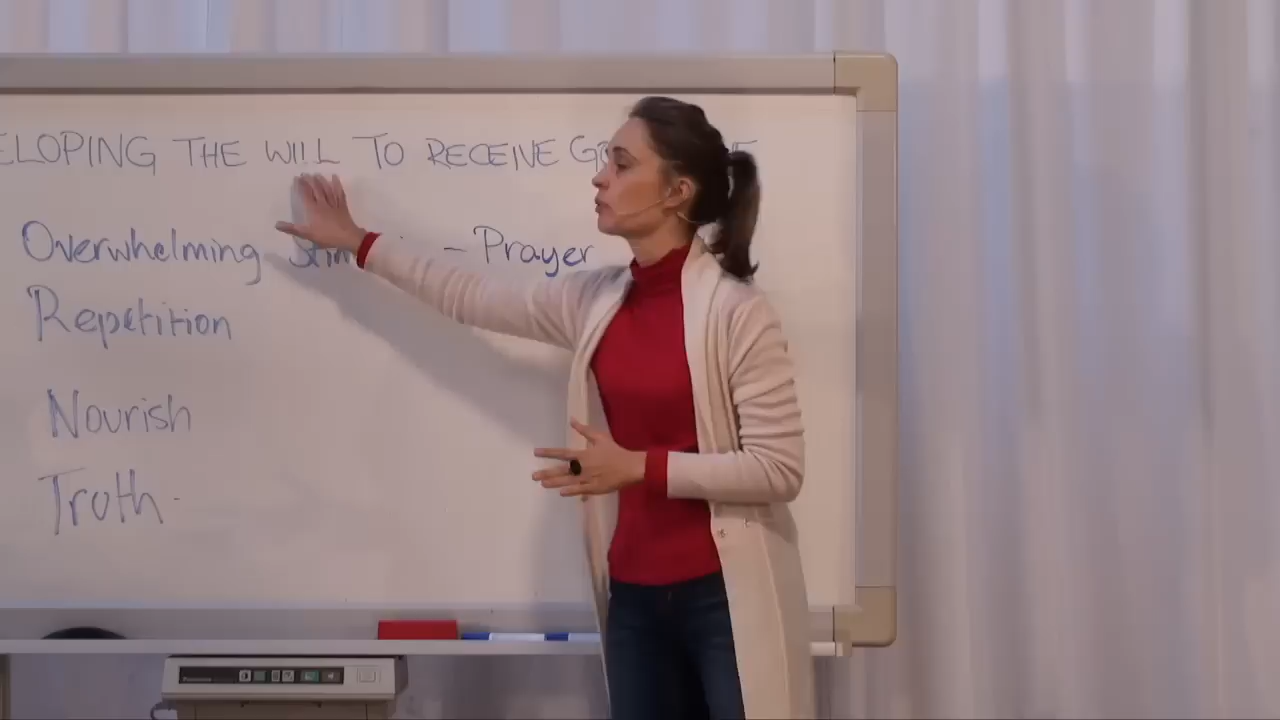 ELOPING THE WILL TO RECEIVE
Overwhelming - Prayer
Repetition
Nourish
Truth -